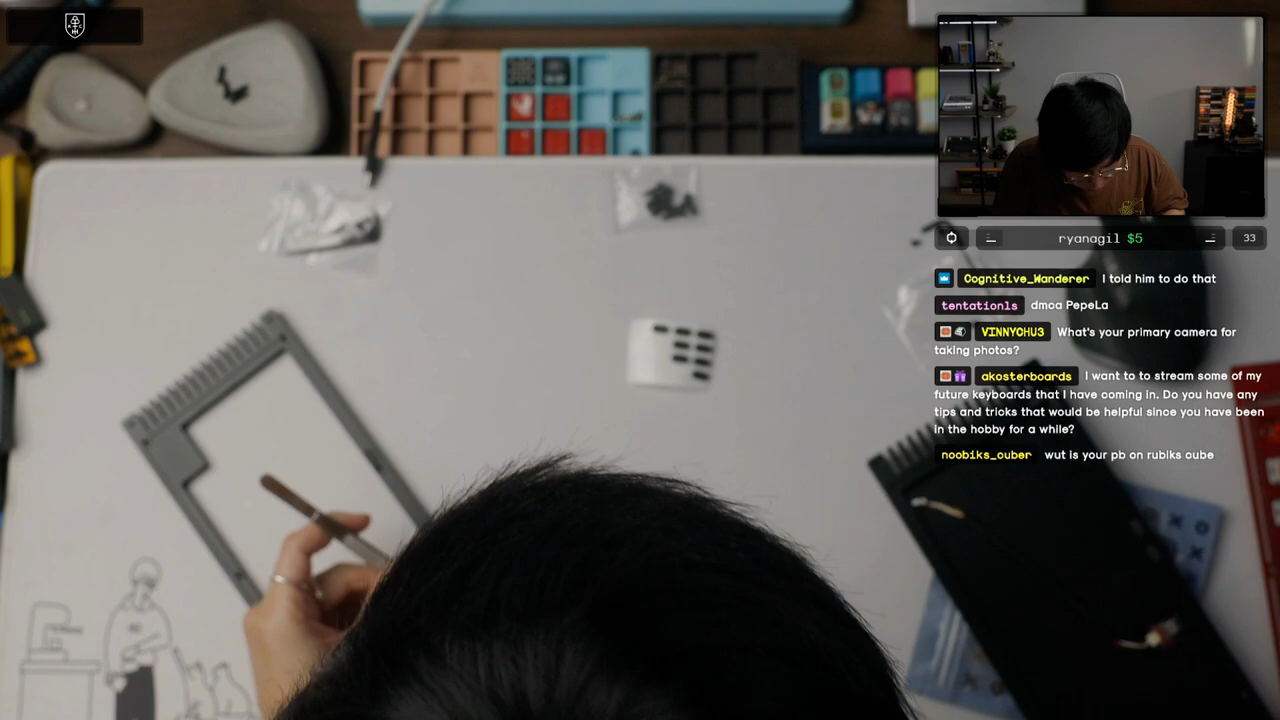 ryanagil $5
33
Cognitive_Wanderer I told him to do that
tentation1s dmoa PepeLa
VINNYCHU3 What's your primary camera for
taking photos?
akosterboards I want to to stream some of my
future keyboards that I have coming in. Do you have any
tips and tricks that would be helpful since you have been
in the hobby for a while?
noobiks_cuber wut is your pb on rubiks cube